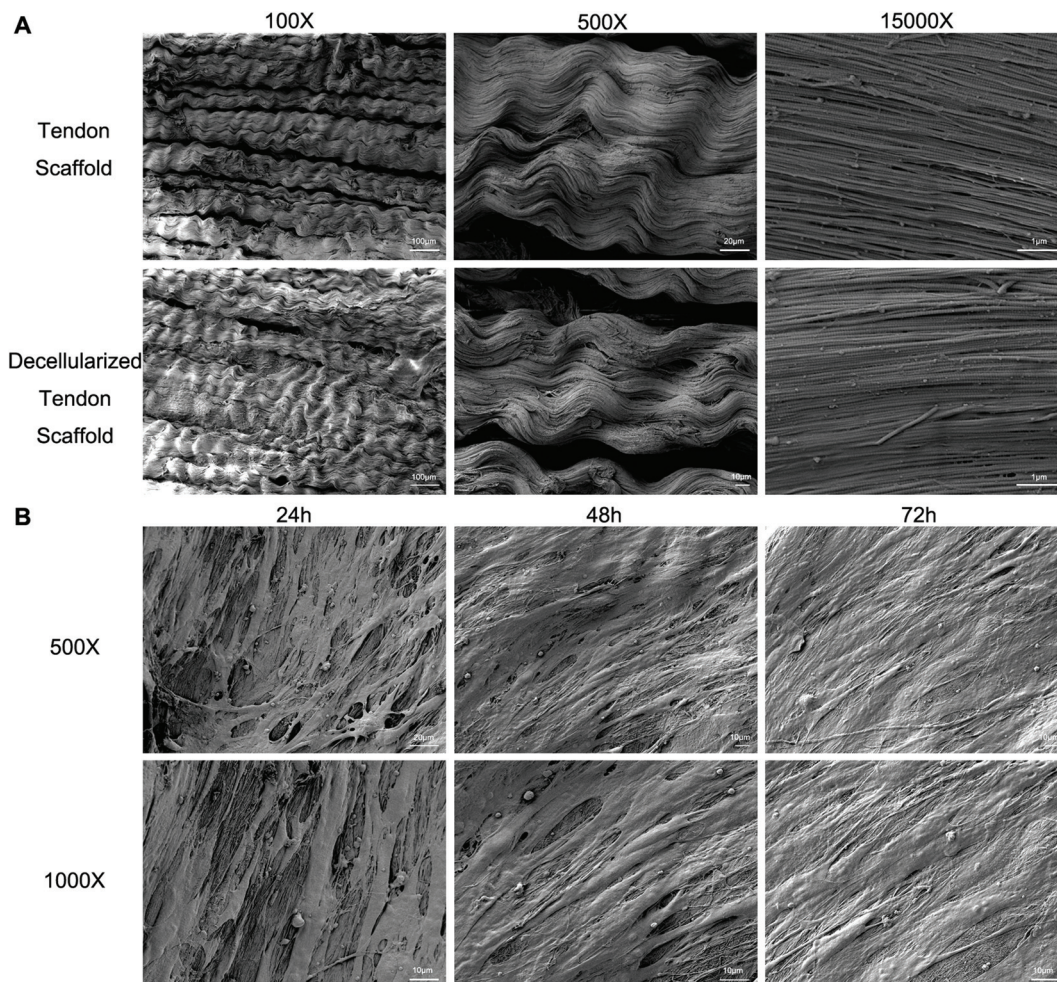 A
100X
500X
15000X
Tendon
Scaffold
100μm
20μm
1μm
Decellularized
Tendon
Scaffold
100μm
10μm
1μm
B
24h
48h
72h
500X
20μm
10μm
10μm
1000X
10μm
10μm
10μm